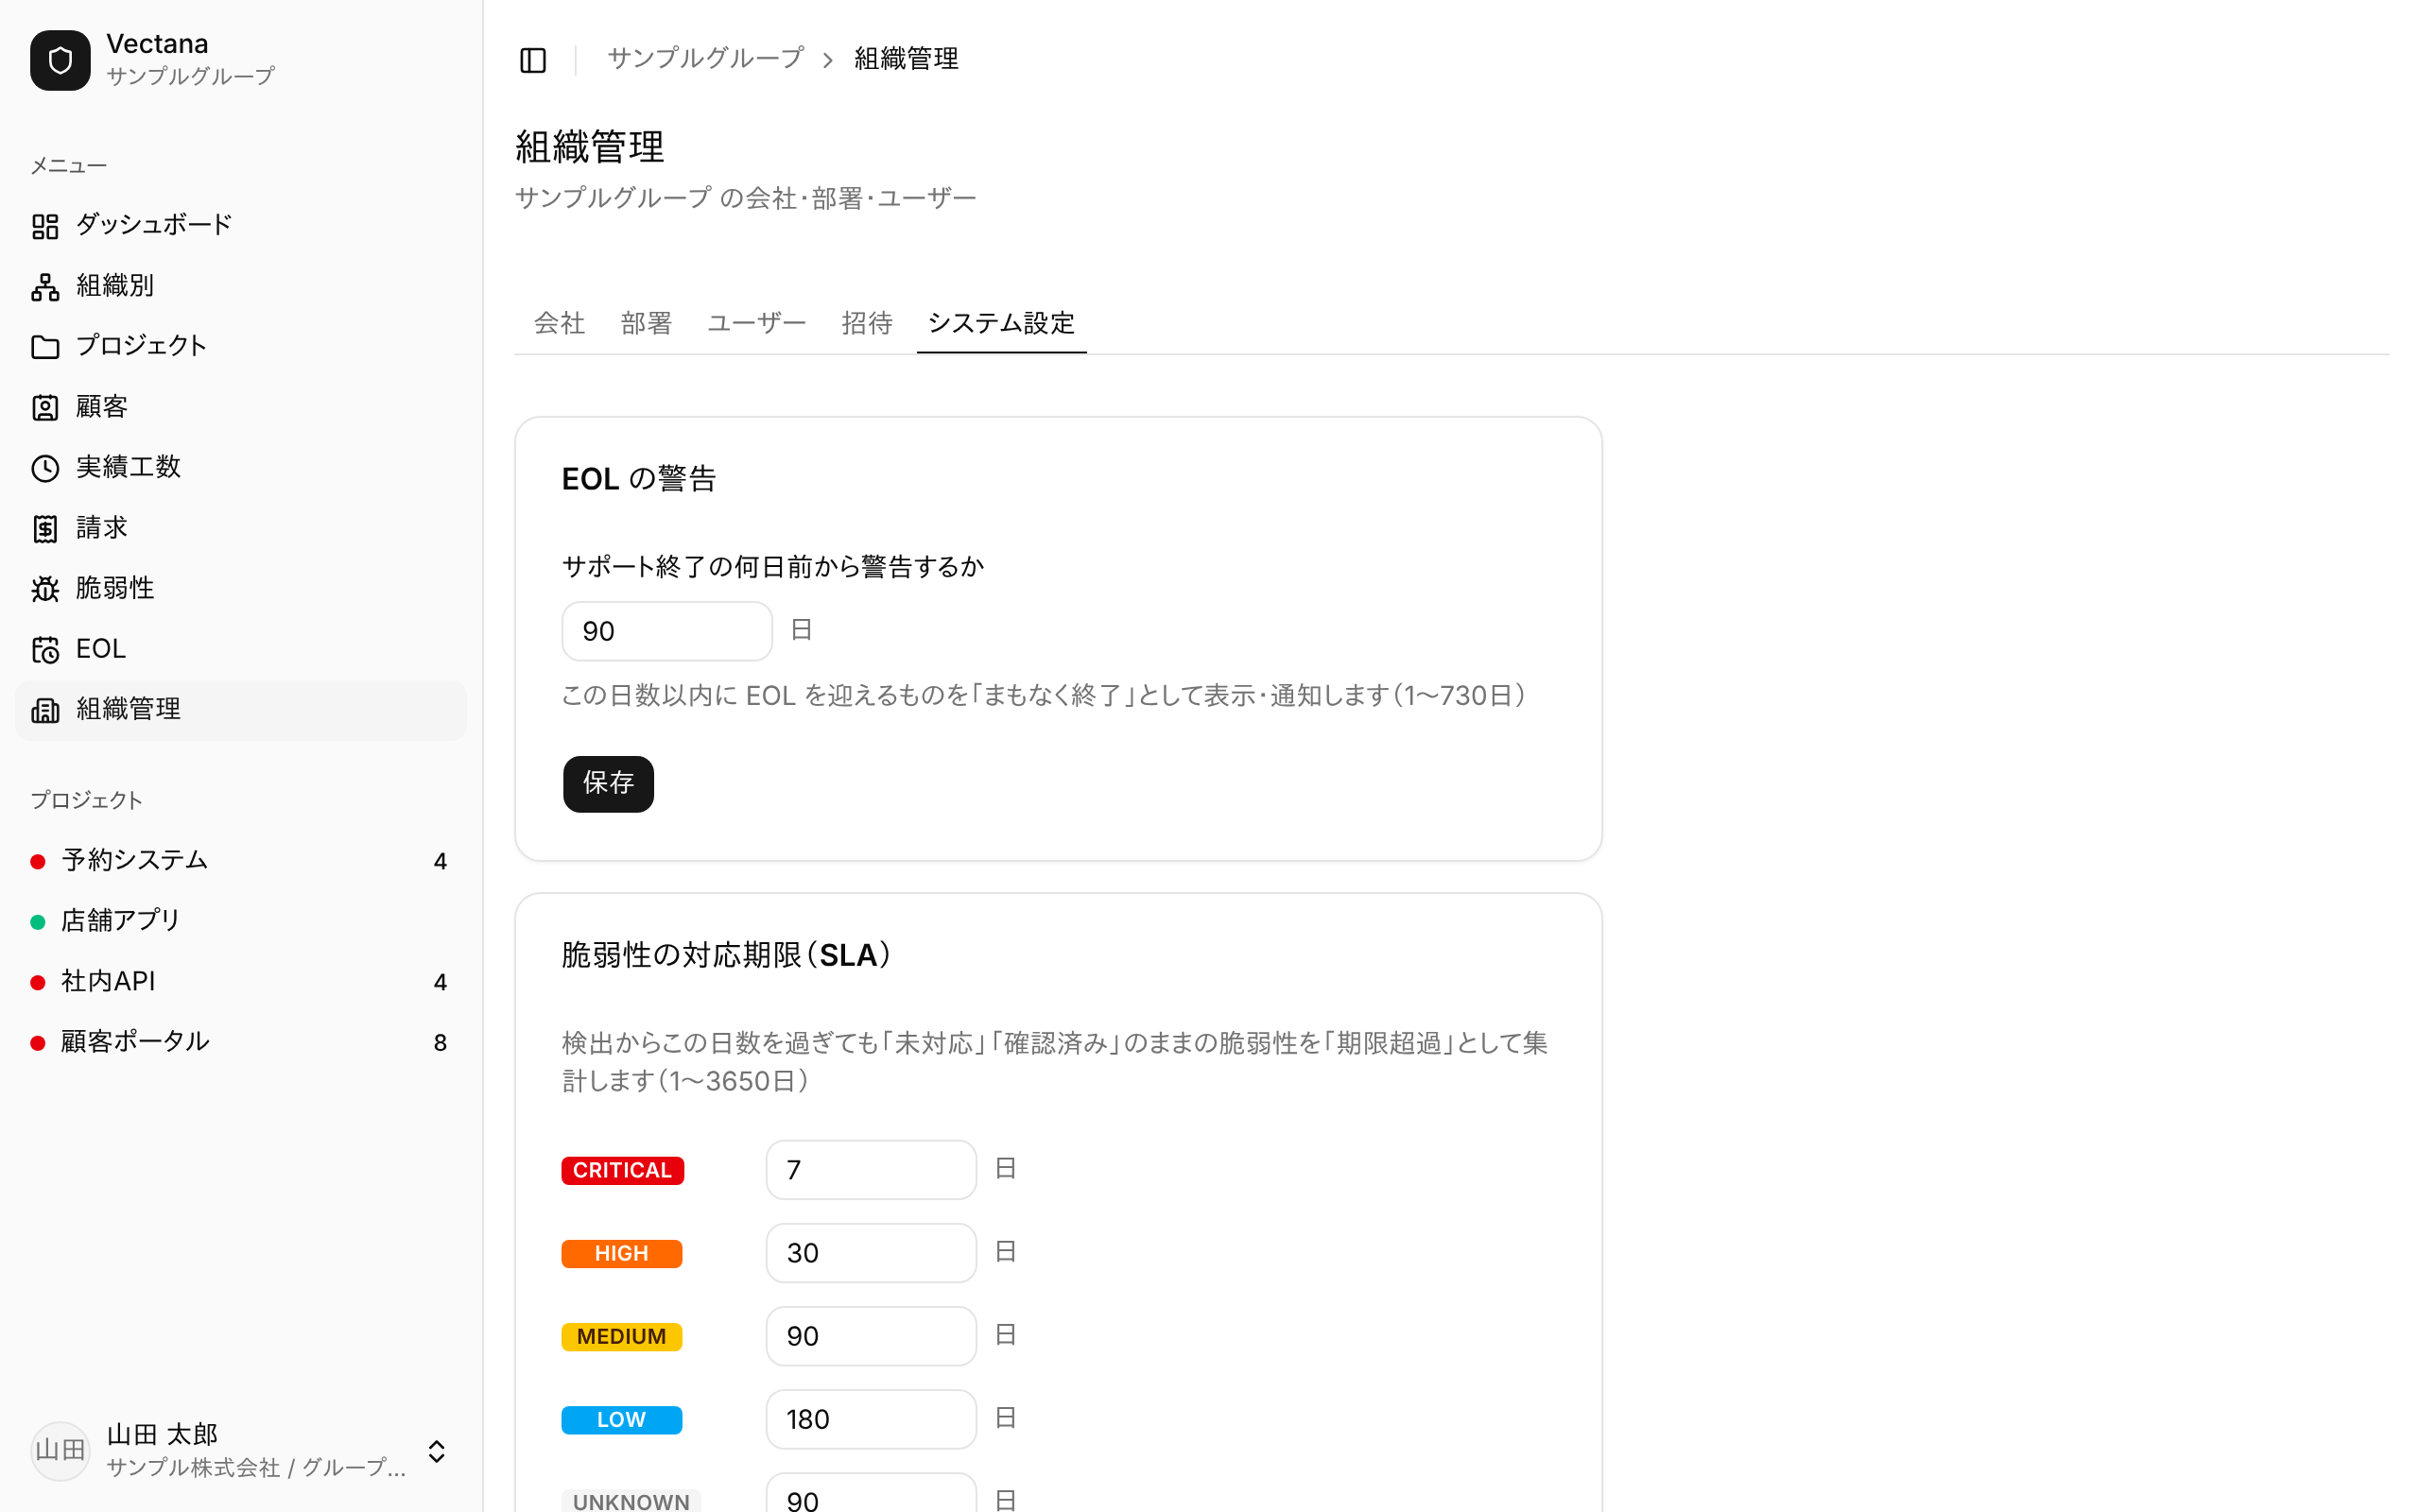 Vectana
サンプルグループ
メニュー
ダッシュボード
組織別
プロジェクト
顧客
実績工数
請求
脆弱性
EOL
組織管理
プロジェクト
予約システム 4
店舗アプリ
社内API 4
顧客ポータル 8
山田
山田 太郎
サンプル株式会社 / グループ...
サンプルグループ > 組織管理
組織管理
サンプルグループ の会社・部署・ユーザー
会社 部署 ユーザー 招待 システム設定
EOL の警告
サポート終了の何日前から警告するか
90 日
この日数以内に EOL を迎えるものを「まもなく終了」として表示・通知します（1〜730日）
保存
脆弱性の対応期限（SLA）
検出からこの日数を過ぎても「未対応」「確認済み」のままの脆弱性を「期限超過」として集
計します（1〜3650日）
CRITICAL 7 日
HIGH 30 日
MEDIUM 90 日
LOW 180 日
UNKNOWN 90 日